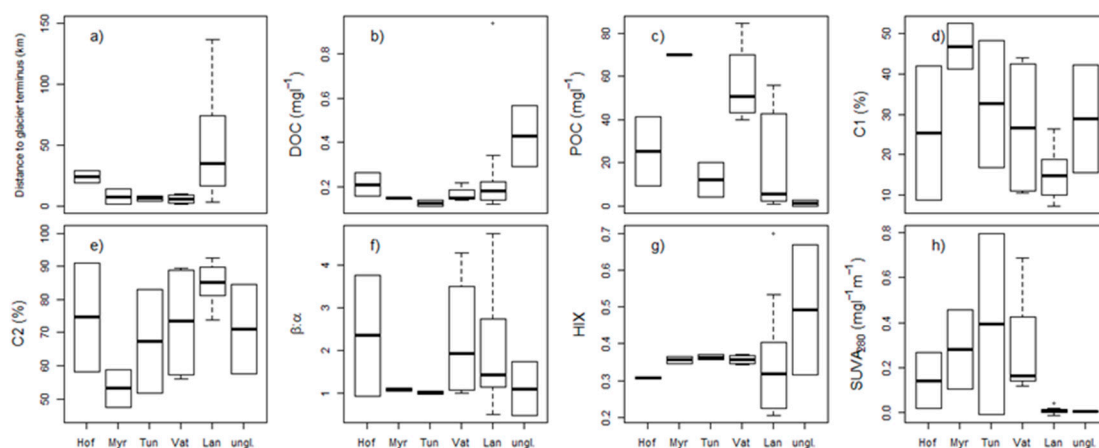 a)
Distance to glacier terminus (km)
0 50 100 150
b)
DOC (mgl⁻¹)
0.2 0.4 0.6 0.8
c)
POC (mgl⁻¹)
0 20 40 60 80
d)
C1 (%)
10 20 30 40 50
e)
C2 (%)
50 60 70 80 90
Hof Myr Tun Vat Lan ungl.
f)
β:α
1 2 3 4
Hof Myr Tun Vat Lan ungl.
g)
HIX
0.2 0.3 0.4 0.5 0.6 0.7
Hof Myr Tun Vat Lan ungl.
h)
SUVA₂₈₀ (mgl⁻¹m⁻¹)
0.0 0.2 0.4 0.6 0.8
Hof Myr Tun Vat Lan ungl.